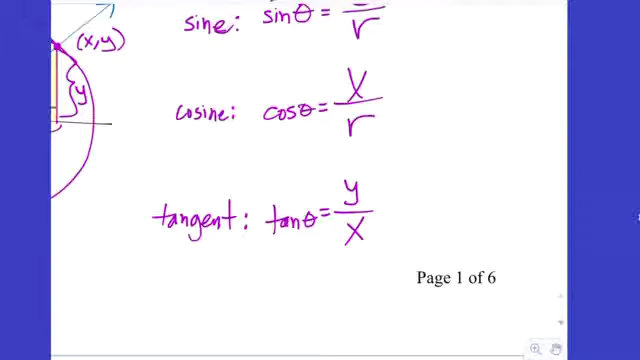 sine: sinθ = /r
(x,y)
y
cosine: cosθ = x/r
tangent: tanθ = y/x
Page 1 of 6